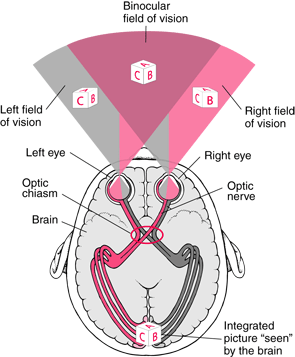 Binocular
field of vision
C B
C B
C B
Left field
of vision
Right field
of vision
Left eye
Right eye
Optic
chiasm
Optic
nerve
Brain
C B
Integrated
picture “seen”
by the brain